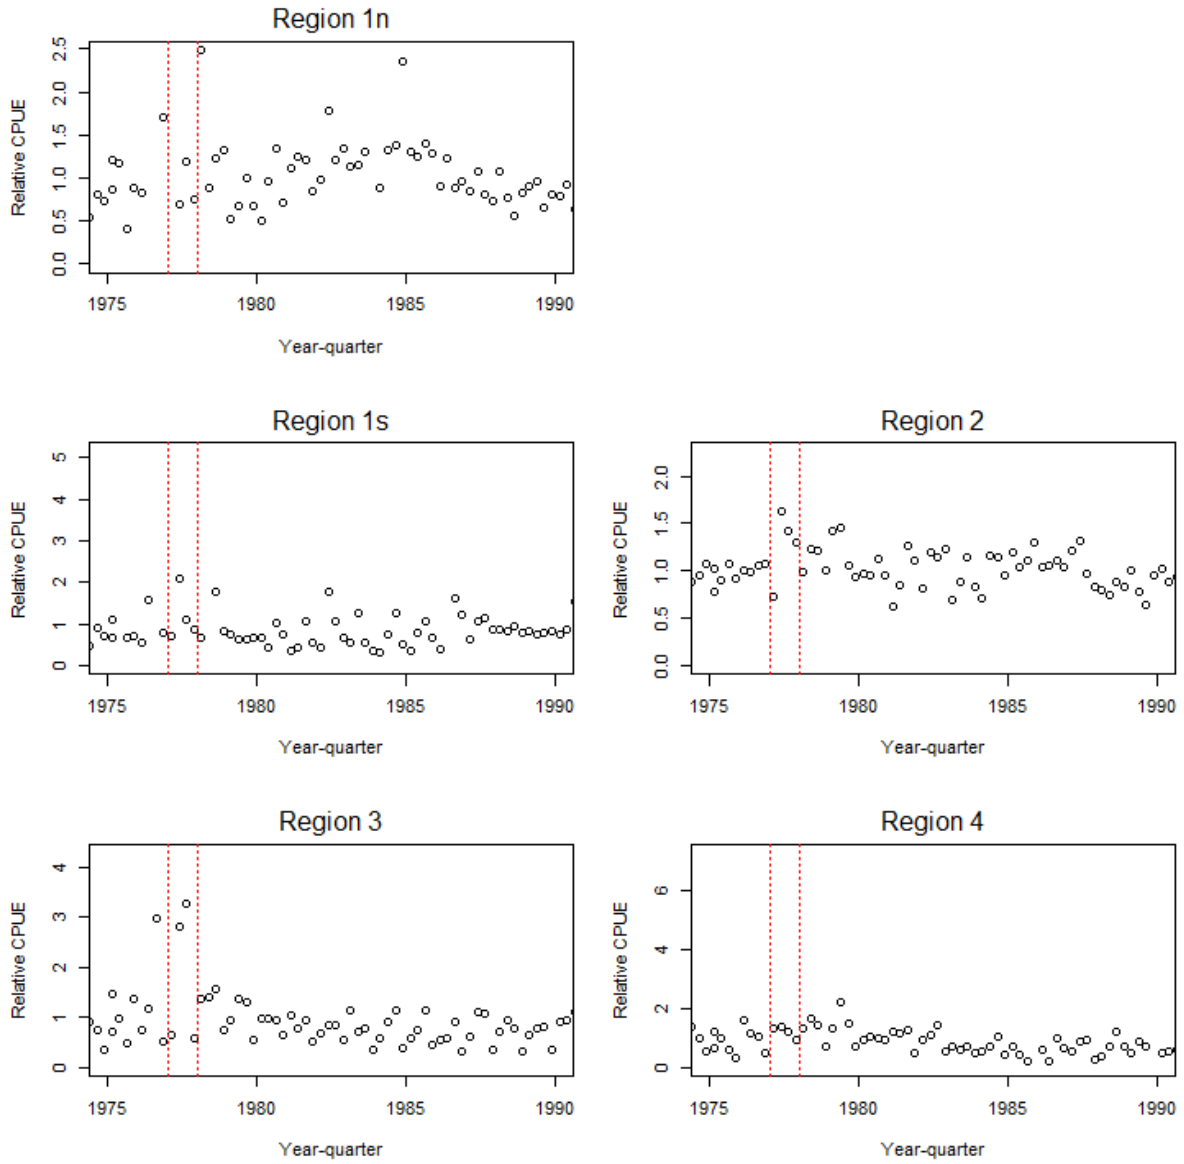 Region 1n
Relative CPUE
2.5
2.0
1.5
1.0
0.5
0.0
1975 1980 1985 1990
Year-quarter
Region 1s
Relative CPUE
5
4
3
2
1
0
1975 1980 1985 1990
Year-quarter
Region 2
Relative CPUE
2.0
1.5
1.0
0.5
0.0
1975 1980 1985 1990
Year-quarter
Region 3
Relative CPUE
4
3
2
1
0
1975 1980 1985 1990
Year-quarter
Region 4
Relative CPUE
6
4
2
0
1975 1980 1985 1990
Year-quarter